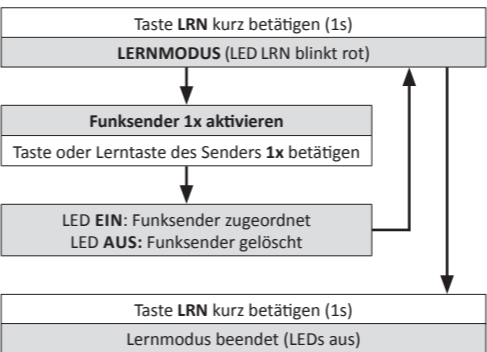 Taste LRN kurz betätigen (1s)
LERNMODUS (LED LRN blinkt rot)
Funksender 1x aktivieren
Taste oder Lerntaste des Senders 1x betätigen
LED EIN: Funksender zugeordnet
LED AUS: Funksender gelöscht
Taste LRN kurz betätigen (1s)
Lernmodus beendet (LEDs aus)